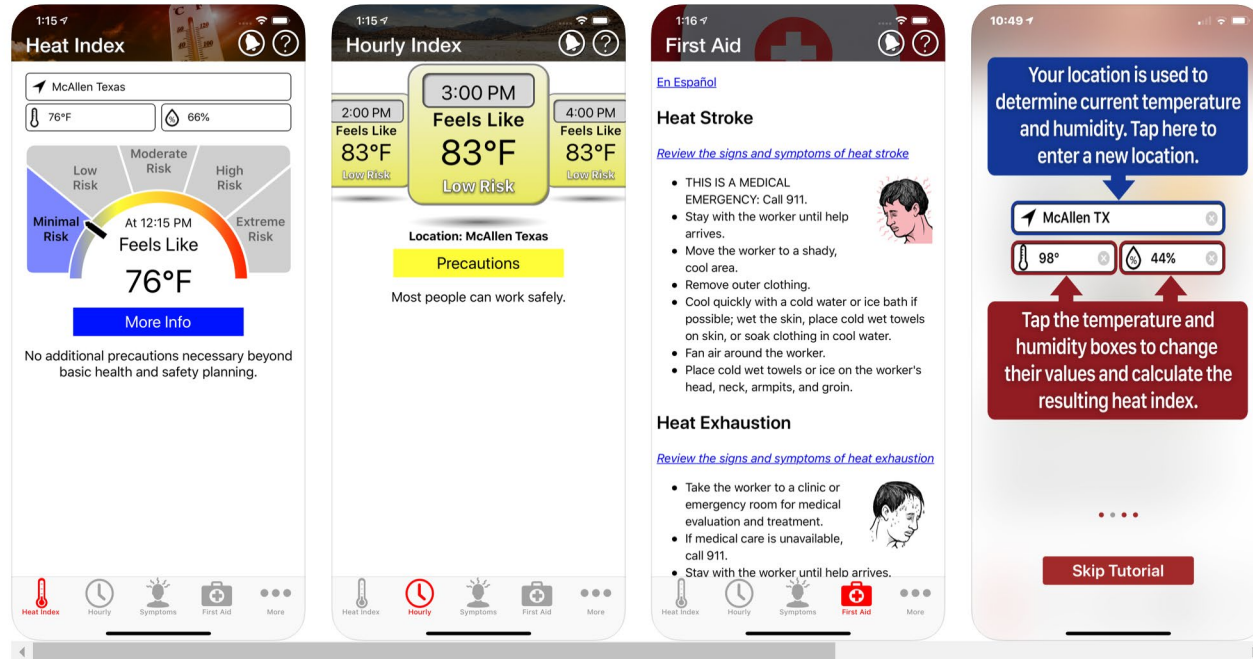 1:15
Heat Index
McAllen Texas
76°F
66%
Low
Risk
Moderate
Risk
High
Risk
Minimal
Risk
Extreme
Risk
At 12:15 PM
Feels Like
76°F
More Info
No additional precautions necessary beyond
basic health and safety planning.
Heat Index
Hourly
Symptoms
First Aid
More
1:15
Hourly Index
2:00 PM
Feels Like
83°F
Low Risk
3:00 PM
Feels Like
83°F
Low Risk
4:00 PM
Feels Like
83°F
Low Risk
Location: McAllen Texas
Precautions
Most people can work safely.
Heat Index
Hourly
Symptoms
First Aid
More
1:16
First Aid
En Español
Heat Stroke
Review the signs and symptoms of heat stroke
• THIS IS A MEDICAL
EMERGENCY: Call 911.
• Stay with the worker until help
arrives.
• Move the worker to a shady,
cool area.
• Remove outer clothing.
• Cool quickly with a cold water or ice bath if
possible; wet the skin, place cold wet towels
on skin, or soak clothing in cool water.
• Fan air around the worker.
• Place cold wet towels or ice on the worker's
head, neck, armpits, and groin.
Heat Exhaustion
Review the signs and symptoms of heat exhaustion
• Take the worker to a clinic or
emergency room for medical
evaluation and treatment.
• If medical care is unavailable,
call 911.
• Stay with the worker until help arrives.
Heat Index
Hourly
Symptoms
First Aid
More
10:49
Your location is used to
determine current temperature
and humidity. Tap here to
enter a new location.
McAllen TX
98°
% 44%
Tap the temperature and
humidity boxes to change
their values and calculate the
resulting heat index.
Skip Tutorial